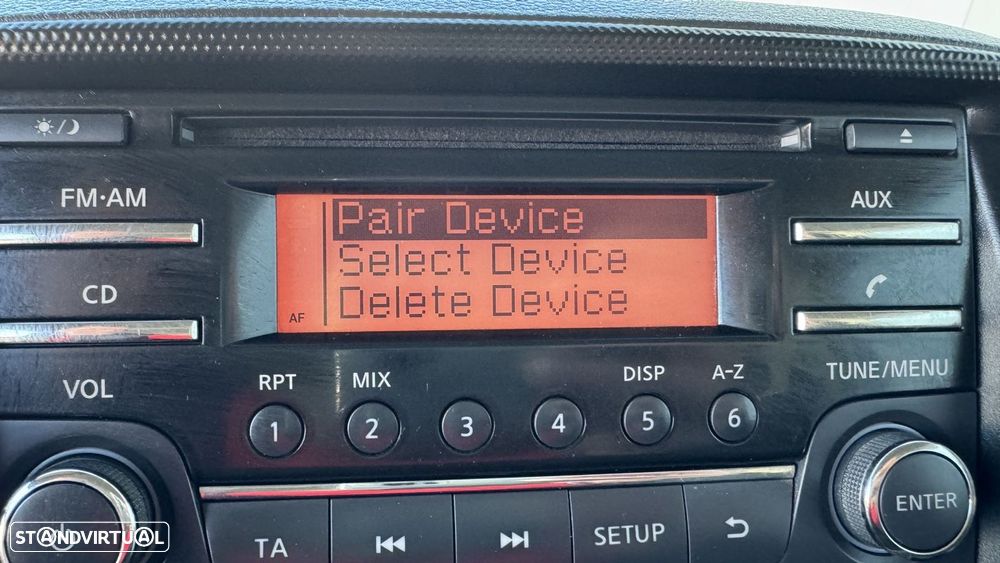 FM·AM
CD
VOL
Pair Device
Select Device
Delete Device
AF
AUX
TUNE/MENU
RPT
MIX
DISP
A-Z
1
2
3
4
5
6
TA
SETUP
ENTER
STANDVIRTUAL